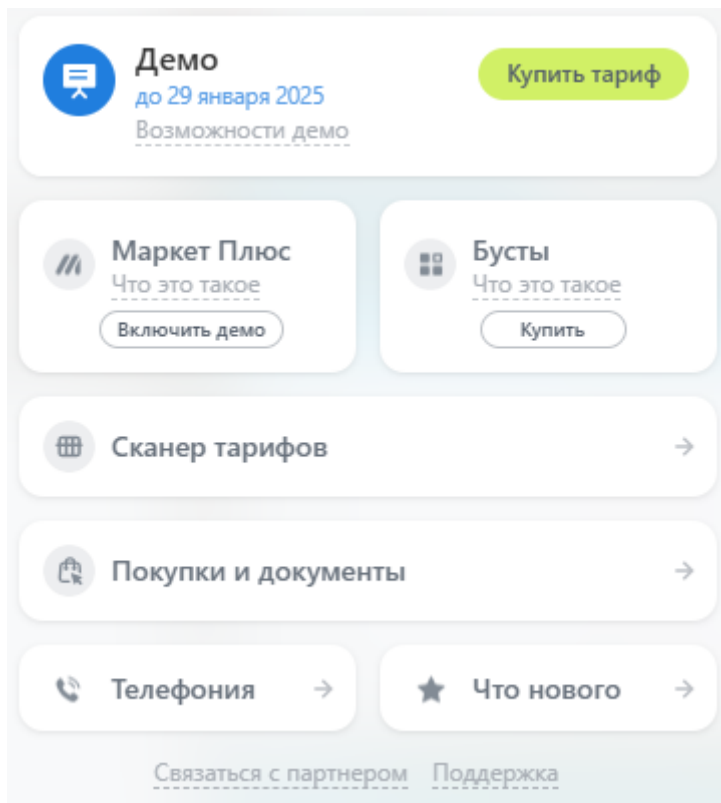 Демо
до 29 января 2025
Возможности демо
Купить тариф
Маркет Плюс
Что это такое
Включить демо
Бусты
Что это такое
Купить
Сканер тарифов
Покупки и документы
Телефония
Что нового
Связаться с партнером
Поддержка